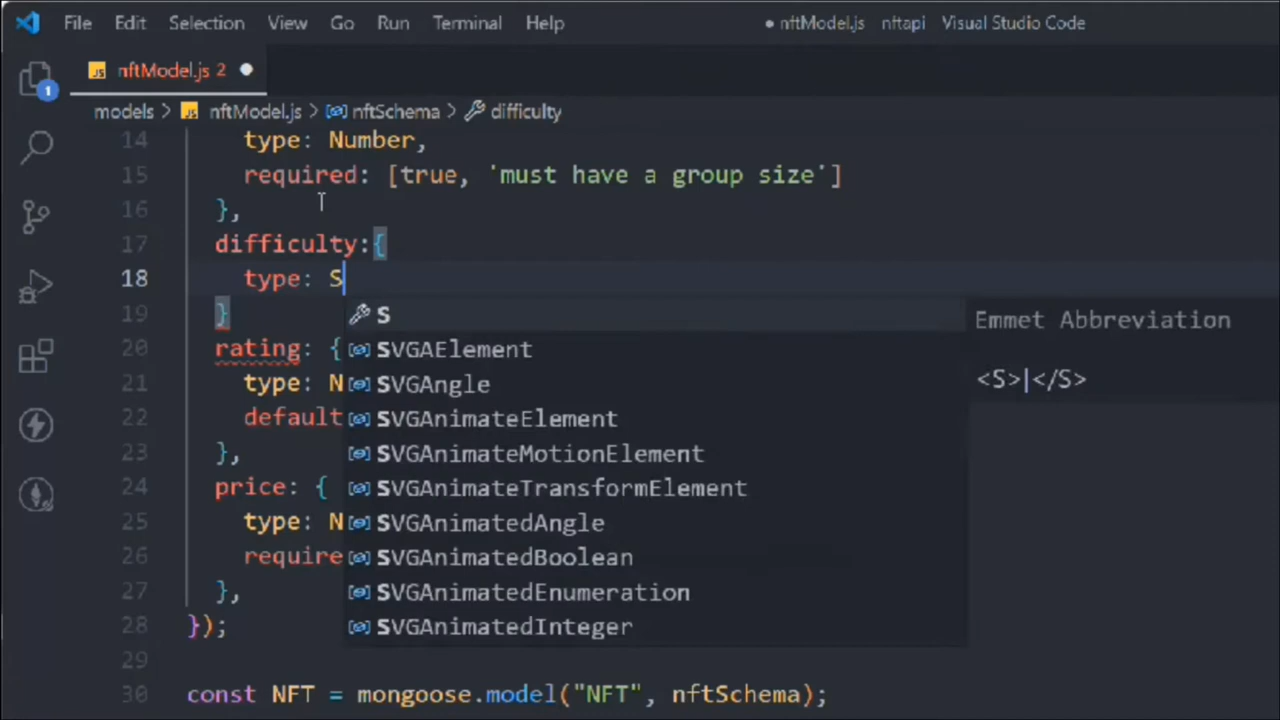 File Edit Selection View Go Run Terminal Help ● nftModel.js nftapi Visual Studio Code
JS nftModel.js 2 ●
1
models > JS nftModel.js > nftSchema > difficulty
14 type: Number,
15 required: [true, 'must have a group size']
16 },
17 difficulty:{
18 type: S
19 } S Emmet Abbreviation
20 rating: { SVGAElement
21 type: N SVGAngle <S>|</S>
22 default SVGAnimateElement
23 }, SVGAnimateMotionElement
24 price: { SVGAnimateTransformElement
25 type: N SVGAnimatedAngle
26 require SVGAnimatedBoolean
27 }, SVGAnimatedEnumeration
28 }); SVGAnimatedInteger
29
30 const NFT = mongoose.model("NFT", nftSchema);